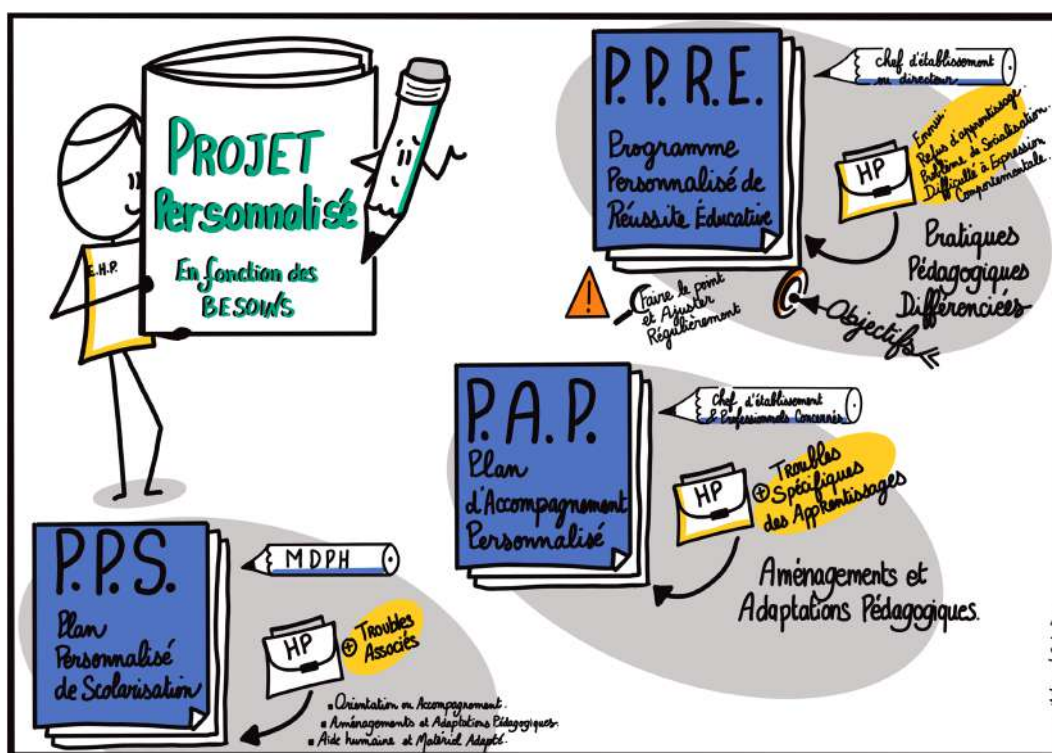 PROJET
Personnalisé
En fonction des
BESOINS
E.H.P.
P.P.R.E.
Programme
Personnalisé de
Réussite Éducative
Chef d'établissement
ou directeur
HP
Ennui.
Refus d'apprentissage.
Problème de Socialisation.
Difficulté à Expression
Comportementale.
Pratiques
Pédagogiques
Différenciées
Objectifs
Faire le point
et Ajuster
Régulièrement
P.A.P.
Plan
d'Accompagnement
Personnalisé
Chef d'établissement
& Professionnels Concernés
HP
+ Troubles
Spécifiques
des Apprentissages
Aménagements et
Adaptations Pédagogiques.
P.P.S.
Plan
Personnalisé
de Scolarisation
MDPH
HP
+ Troubles
Associés
▪ Orientation ou Accompagnement.
▪ Aménagements et Adaptations Pédagogiques.
▪ Aide humaine et Matériel Adapté.